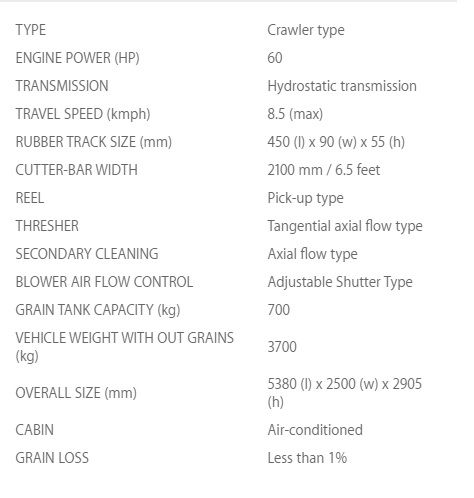 TYPE Crawler type
ENGINE POWER (HP) 60
TRANSMISSION Hydrostatic transmission
TRAVEL SPEED (kmph) 8.5 (max)
RUBBER TRACK SIZE (mm) 450 (l) x 90 (w) x 55 (h)
CUTTER-BAR WIDTH 2100 mm / 6.5 feet
REEL Pick-up type
THRESHER Tangential axial flow type
SECONDARY CLEANING Axial flow type
BLOWER AIR FLOW CONTROL Adjustable Shutter Type
GRAIN TANK CAPACITY (kg) 700
VEHICLE WEIGHT WITH OUT GRAINS
(kg) 3700
OVERALL SIZE (mm) 5380 (l) x 2500 (w) x 2905
(h)
CABIN Air-conditioned
GRAIN LOSS Less than 1%